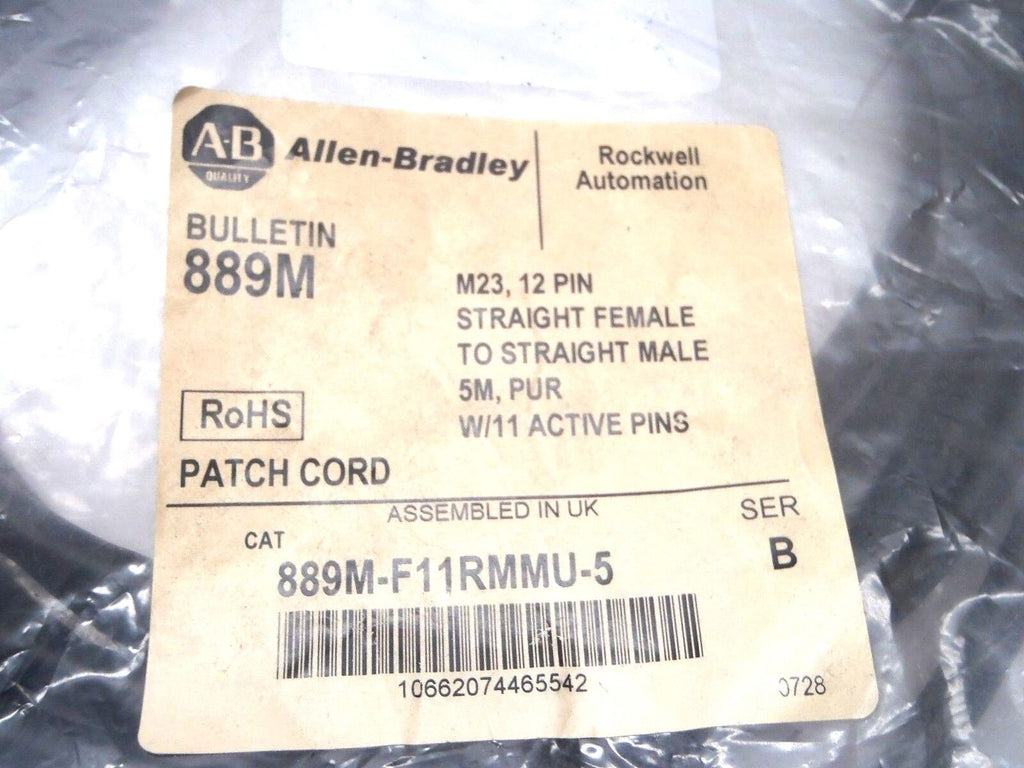 A-B
QUALITY
Allen-Bradley
Rockwell
Automation
BULLETIN
889M
M23, 12 PIN
STRAIGHT FEMALE
TO STRAIGHT MALE
5M, PUR
W/11 ACTIVE PINS
RoHS
PATCH CORD
ASSEMBLED IN UK
SER
B
CAT
889M-F11RMMU-5
10662074465542
0728